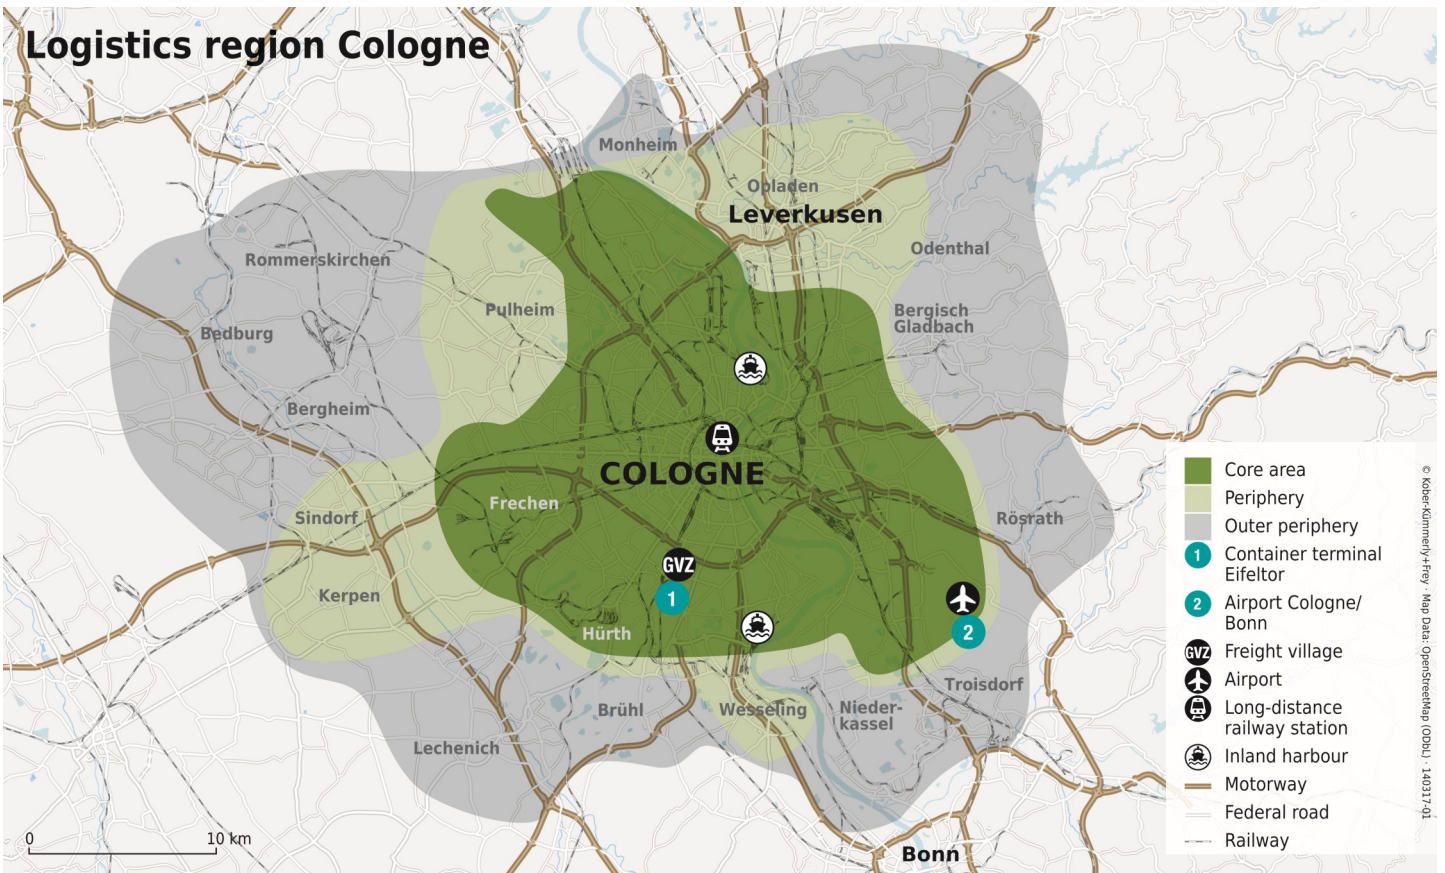 Logistics region Cologne
Monheim
Opladen
Leverkusen
Odenthal
Rommerskirchen
Pulheim
Bergisch
Gladbach
Bedburg
Bergheim
COLOGNE
Frechen
Sindorf
Rösrath
GVZ
1
Kerpen
2
Hürth
Troisdorf
Brühl
Wesseling
Nieder-
kassel
Lechenich
Bonn
0 10 km
Core area
Periphery
Outer periphery
1 Container terminal
Eifeltor
2 Airport Cologne/
Bonn
GVZ Freight village
Airport
Long-distance
railway station
Inland harbour
Motorway
Federal road
Railway
© Kober-Kümmerly+Frey · Map Data: OpenStreetMap (ODbL) · 140317-01